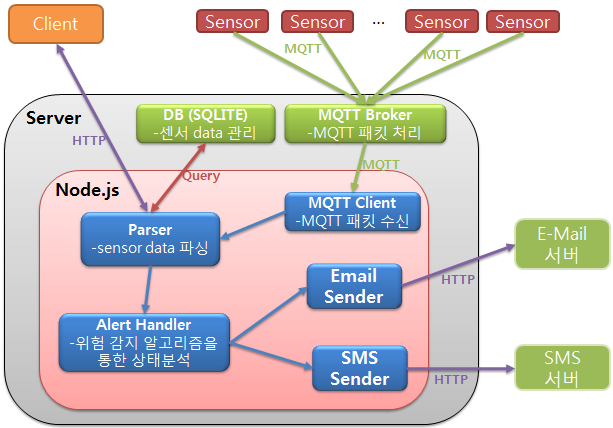 Client
Sensor
Sensor
...
Sensor
Sensor
MQTT
MQTT
Server
DB (SQLITE)
-센서 data 관리
MQTT Broker
-MQTT 패킷 처리
HTTP
MQTT
Query
Node.js
MQTT Client
-MQTT 패킷 수신
Parser
-sensor data 파싱
E-Mail
서버
Email
Sender
HTTP
Alert Handler
-위험 감지 알고리즘을
통한 상태분석
SMS
Sender
HTTP
SMS
서버